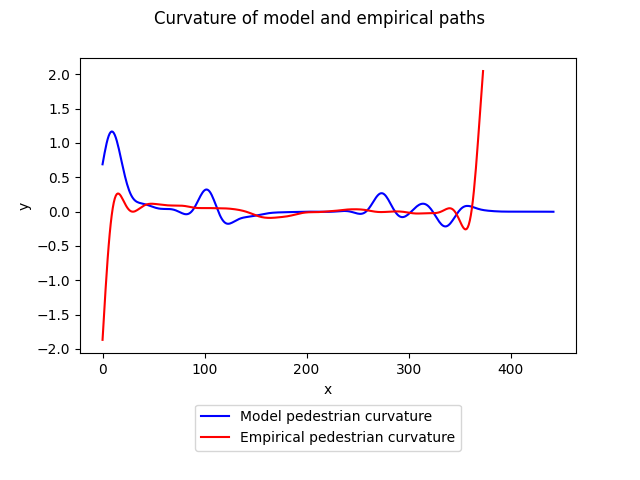 Curvature of model and empirical paths
2.0
1.5
1.0
0.5
0.0
−0.5
−1.0
−1.5
−2.0
y
0 100 200 300 400
x
Model pedestrian curvature
Empirical pedestrian curvature